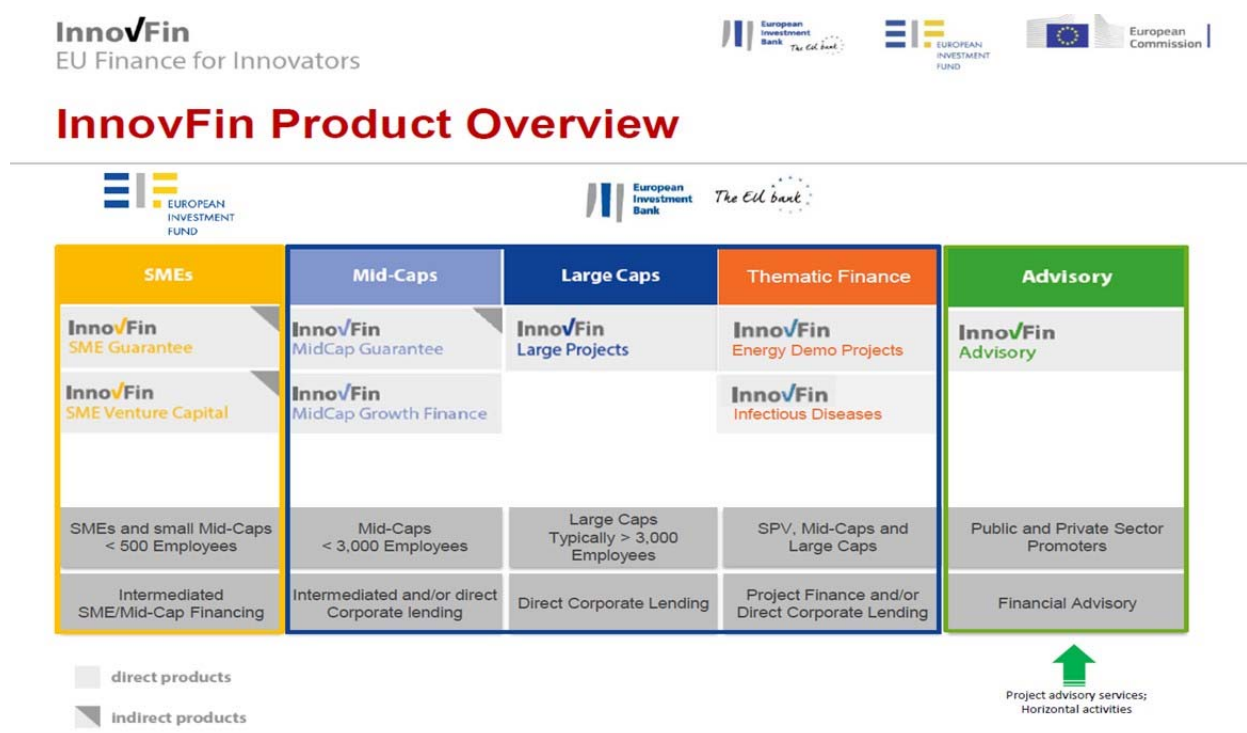 InnovFin
EU Finance for Innovators
European
Investment
Bank
The EU bank
EUROPEAN
INVESTMENT
FUND
European
Commission
InnovFin Product Overview
EUROPEAN
INVESTMENT
FUND
European
Investment
Bank
The EU bank
SMEs
Mid-Caps
Large Caps
Thematic Finance
Advisory
InnovFin
SME Guarantee
InnovFin
MidCap Guarantee
InnovFin
Large Projects
InnovFin
Energy Demo Projects
InnovFin
Advisory
InnovFin
SME Venture Capital
InnovFin
MidCap Growth Finance
InnovFin
Infectious Diseases
SMEs and small Mid-Caps
< 500 Employees
Mid-Caps
< 3,000 Employees
Large Caps
Typically > 3,000
Employees
SPV, Mid-Caps and
Large Caps
Public and Private Sector
Promoters
Intermediated
SME/Mid-Cap Financing
Intermediated and/or direct
Corporate lending
Direct Corporate Lending
Project Finance and/or
Direct Corporate Lending
Financial Advisory
direct products
indirect products
Project advisory services;
Horizontal activities